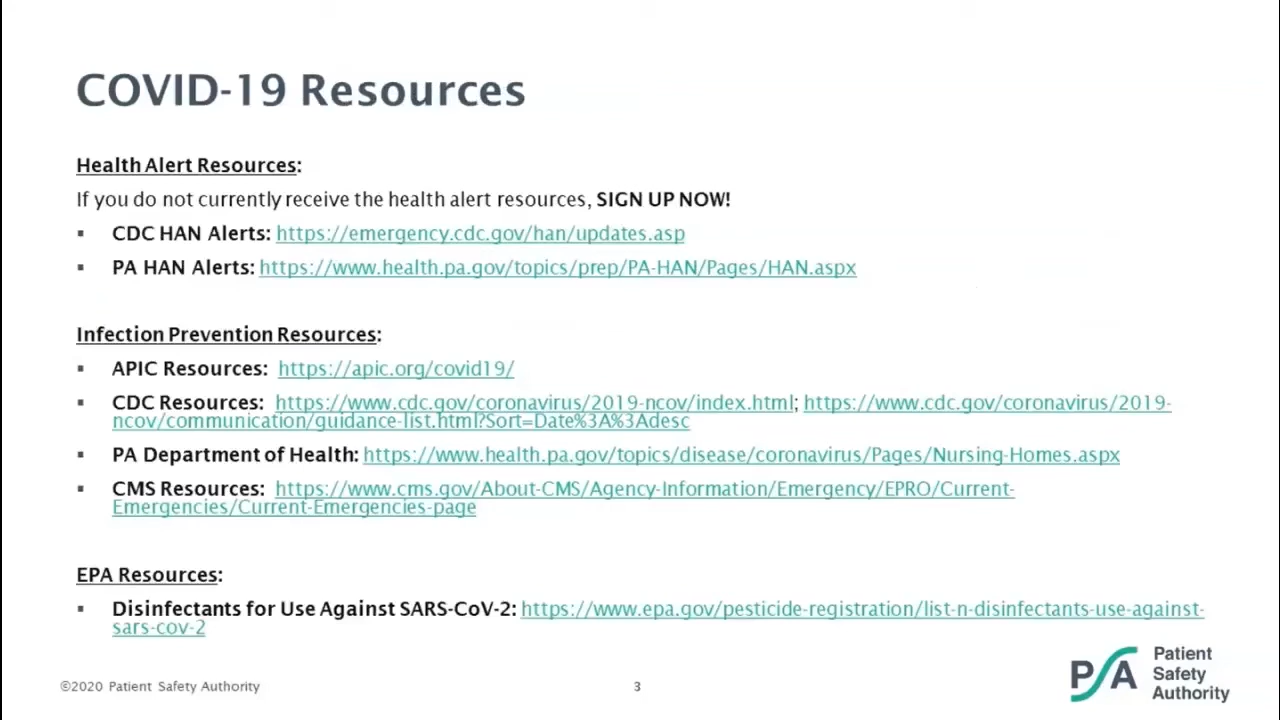 COVID-19 Resources
Health Alert Resources:
If you do not currently receive the health alert resources, SIGN UP NOW!
▪ CDC HAN Alerts: https://emergency.cdc.gov/han/updates.asp
▪ PA HAN Alerts: https://www.health.pa.gov/topics/prep/PA-HAN/Pages/HAN.aspx
Infection Prevention Resources:
▪ APIC Resources: https://apic.org/covid19/
▪ CDC Resources: https://www.cdc.gov/coronavirus/2019-ncov/index.html; https://www.cdc.gov/coronavirus/2019-
ncov/communication/guidance-list.html?Sort=Date%3A%3Adesc
▪ PA Department of Health: https://www.health.pa.gov/topics/disease/coronavirus/Pages/Nursing-Homes.aspx
▪ CMS Resources: https://www.cms.gov/About-CMS/Agency-Information/Emergency/EPRO/Current-
Emergencies/Current-Emergencies-page
EPA Resources:
▪ Disinfectants for Use Against SARS-CoV-2: https://www.epa.gov/pesticide-registration/list-n-disinfectants-use-against-
sars-cov-2
©2020 Patient Safety Authority
3
PSA
Patient
Safety
Authority